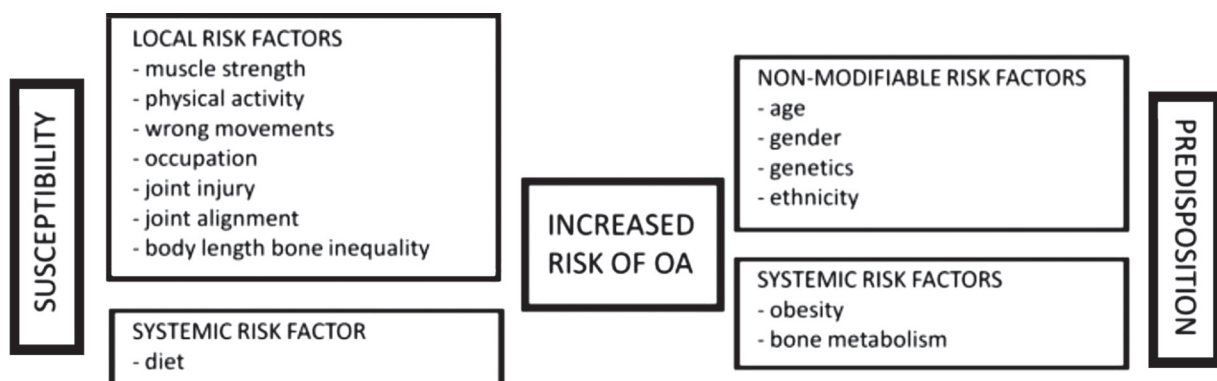 SUSCEPTIBILITY
LOCAL RISK FACTORS
- muscle strength
- physical activity
- wrong movements
- occupation
- joint injury
- joint alignment
- body length bone inequality
SYSTEMIC RISK FACTOR
- diet
INCREASED
RISK OF OA
NON-MODIFIABLE RISK FACTORS
- age
- gender
- genetics
- ethnicity
SYSTEMIC RISK FACTORS
- obesity
- bone metabolism
PREDISPOSITION